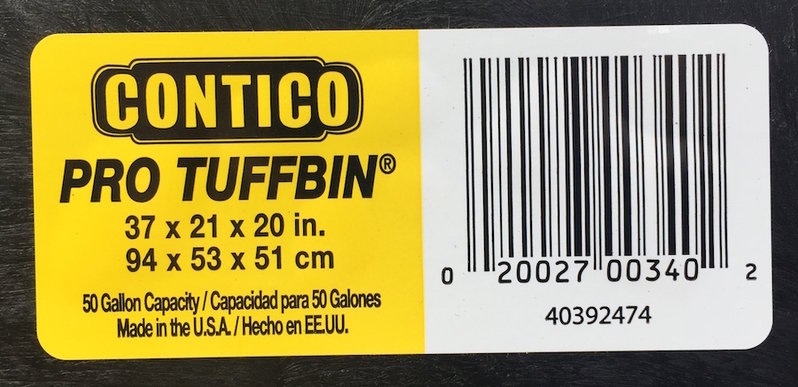 CONTICO
PRO TUFFBIN®
37 x 21 x 20 in.
94 x 53 x 51 cm
50 Gallon Capacity / Capacidad para 50 Galones
Made in the U.S.A. / Hecho en EE.UU.
0 20027 00340 2
40392474